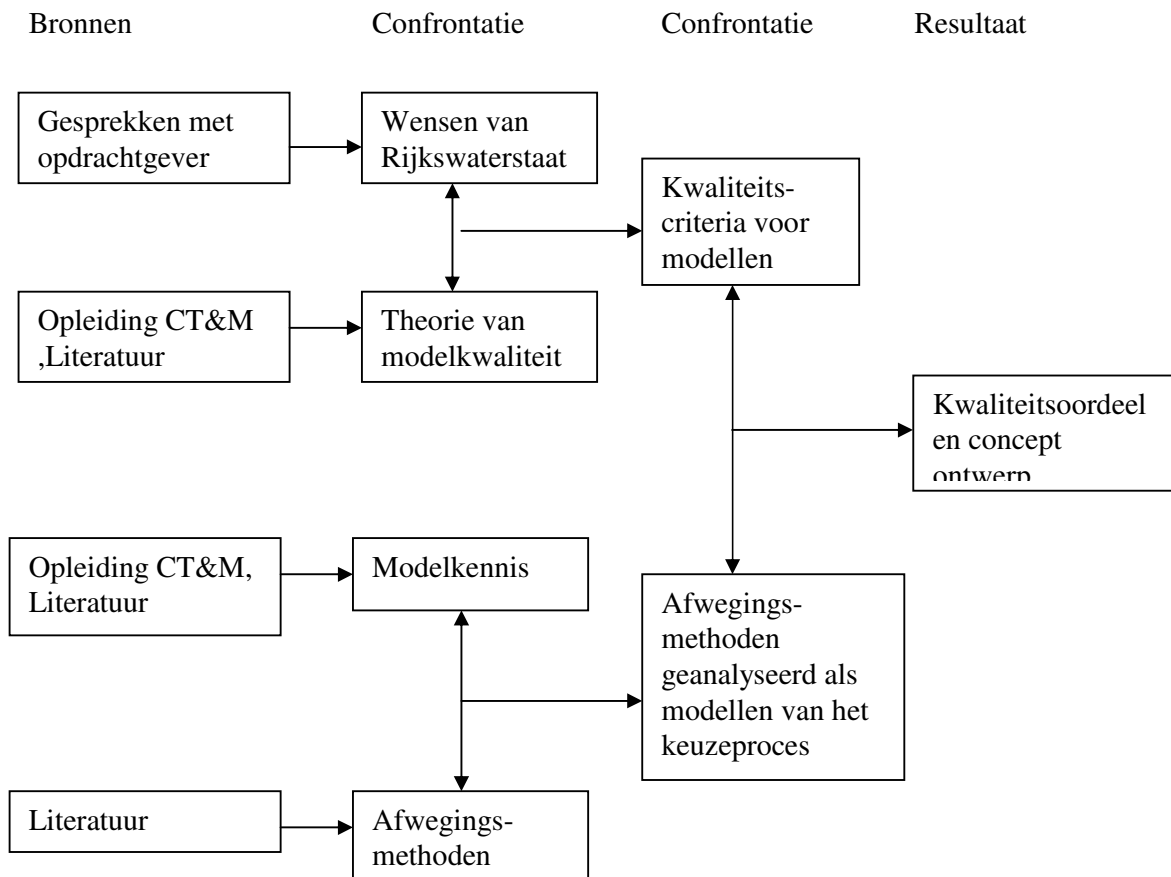 Bronnen
Confrontatie
Confrontatie
Resultaat
Gesprekken met
opdrachtgever
Wensen van
Rijkswaterstaat
Kwaliteits-
criteria voor
modellen
Opleiding CT&M
,Literatuur
Theorie van
modelkwaliteit
Kwaliteitsoordeel
en concept
ontwerp
Opleiding CT&M,
Literatuur
Modelkennis
Afwegings-
methoden
geanalyseerd als
modellen van het
keuzeproces
Literatuur
Afwegings-
methoden